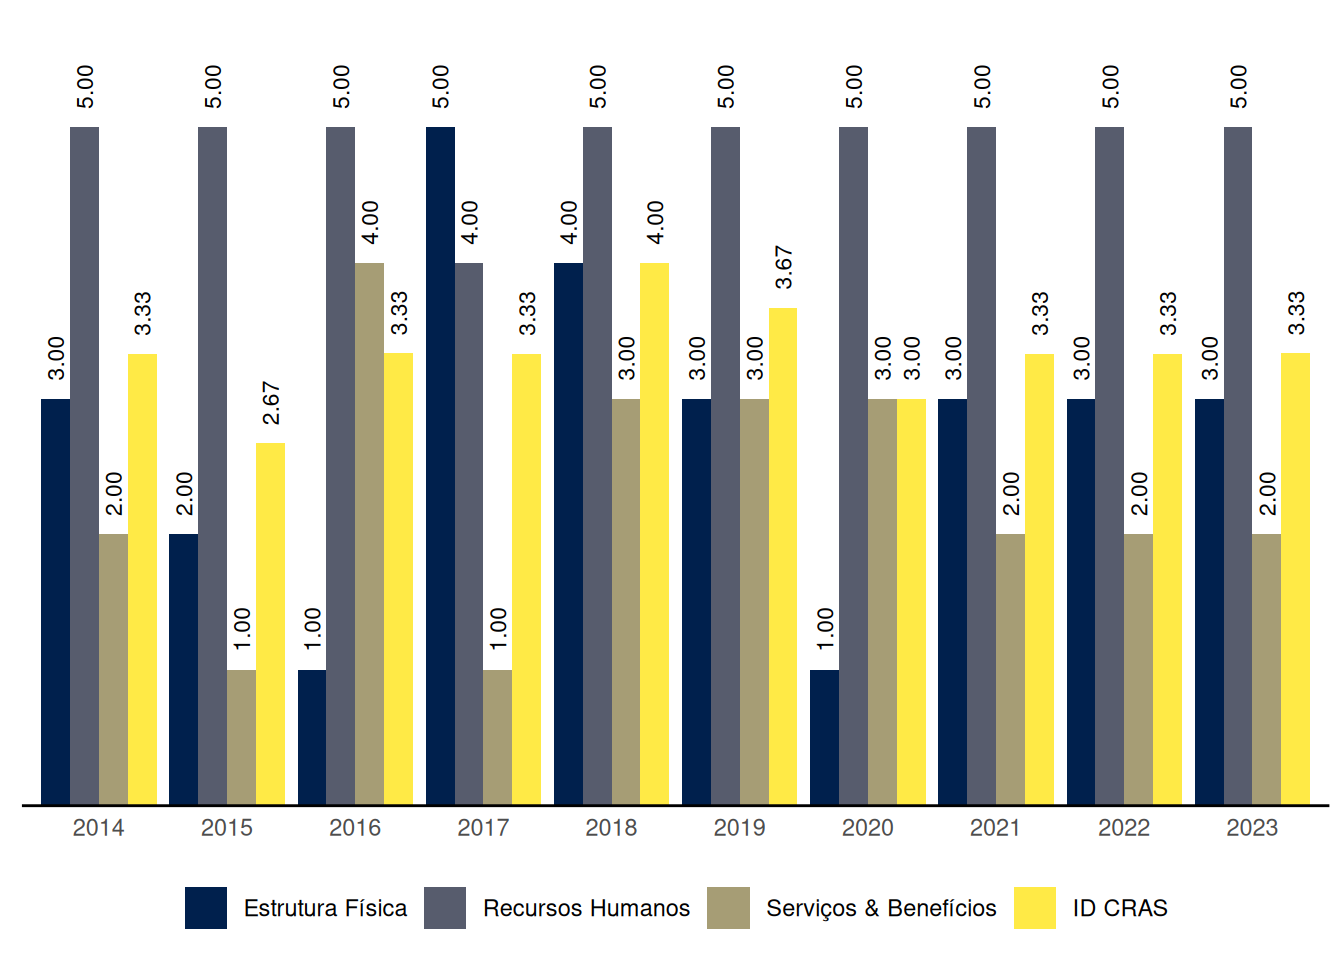 3.00 5.00 2.00 3.33
2.00 5.00 1.00 2.67
1.00 5.00 4.00 3.33
5.00 4.00 1.00 3.33
4.00 5.00 3.00 4.00
3.00 5.00 3.00 3.67
1.00 5.00 3.00 3.00
3.00 5.00 2.00 3.33
3.00 5.00 2.00 3.33
3.00 5.00 2.00 3.33
2014 2015 2016 2017 2018 2019 2020 2021 2022 2023
Estrutura Física Recursos Humanos Serviços & Benefícios ID CRAS